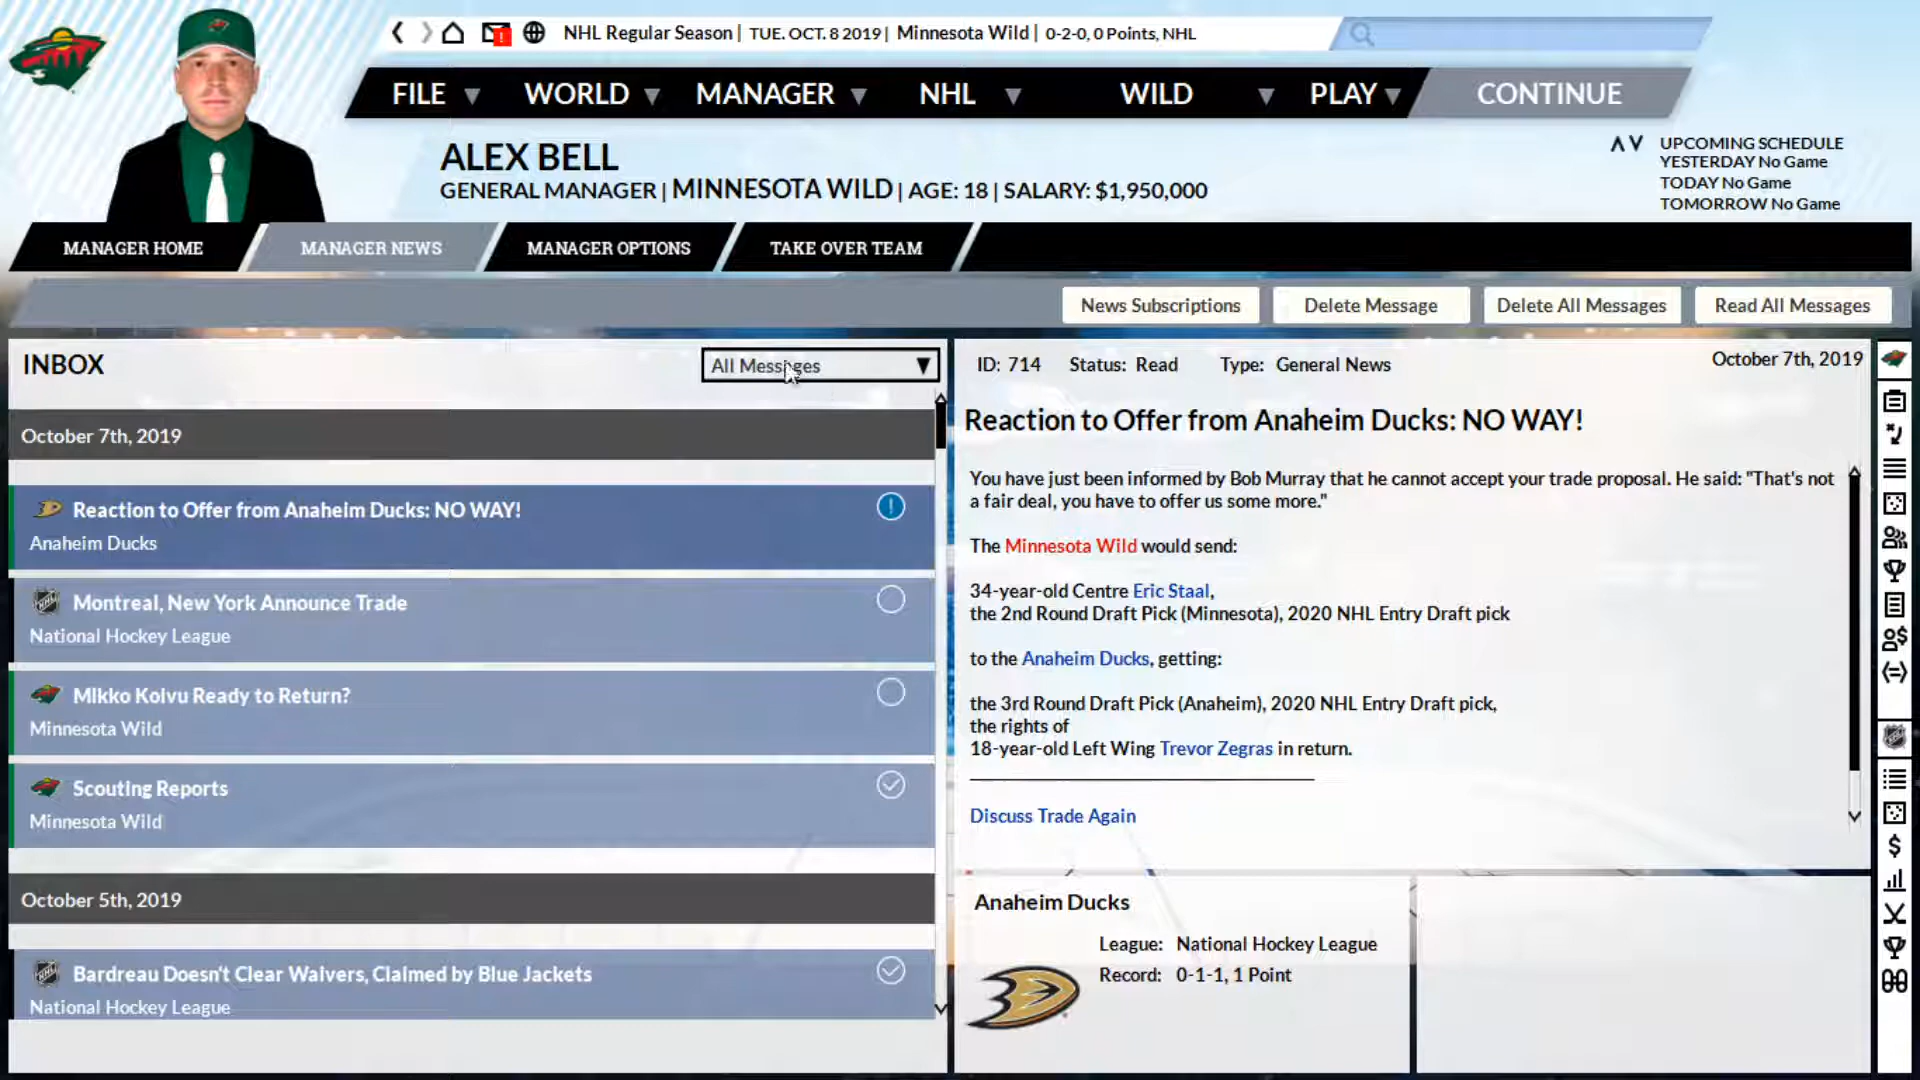 NHL Regular Season | TUE. OCT. 8 2019 | Minnesota Wild | 0-2-0, 0 Points, NHL
FILE WORLD MANAGER NHL WILD PLAY CONTINUE
ALEX BELL
GENERAL MANAGER | MINNESOTA WILD | AGE: 18 | SALARY: $1,950,000
UPCOMING SCHEDULE
YESTERDAY No Game
TODAY No Game
TOMORROW No Game
MANAGER HOME MANAGER NEWS MANAGER OPTIONS TAKE OVER TEAM
News Subscriptions Delete Message Delete All Messages Read All Messages
INBOX
All Messages
October 7th, 2019
Reaction to Offer from Anaheim Ducks: NO WAY!
Anaheim Ducks
Montreal, New York Announce Trade
National Hockey League
Mikko Koivu Ready to Return?
Minnesota Wild
Scouting Reports
Minnesota Wild
October 5th, 2019
Bardreau Doesn't Clear Waivers, Claimed by Blue Jackets
National Hockey League
ID: 714 Status: Read Type: General News
October 7th, 2019
Reaction to Offer from Anaheim Ducks: NO WAY!
You have just been informed by Bob Murray that he cannot accept your trade proposal. He said: "That's not
a fair deal, you have to offer us some more."
The Minnesota Wild would send:
34-year-old Centre Eric Staal,
the 2nd Round Draft Pick (Minnesota), 2020 NHL Entry Draft pick
to the Anaheim Ducks, getting:
the 3rd Round Draft Pick (Anaheim), 2020 NHL Entry Draft pick,
the rights of
18-year-old Left Wing Trevor Zegras in return.
Discuss Trade Again
Anaheim Ducks
League: National Hockey League
Record: 0-1-1, 1 Point